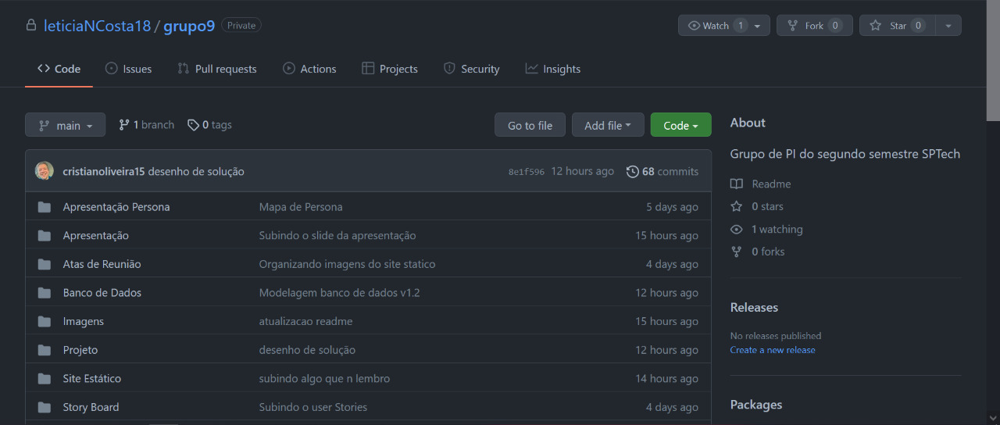 leticiaNCosta18 / grupo9 Private Watch 1 Fork 0 Star 0
Code Issues Pull requests Actions Projects Security Insights
main 1 branch 0 tags Go to file Add file Code
cristianoliveira15 desenho de solução 8e1f596 12 hours ago 68 commits
Apresentação Persona Mapa de Persona 5 days ago
Apresentação Subindo o slide da apresentação 15 hours ago
Atas de Reunião Organizando imagens do site statico 4 days ago
Banco de Dados Modelagem banco de dados v1.2 12 hours ago
Imagens atualizacao readme 15 hours ago
Projeto desenho de solução 12 hours ago
Site Estático subindo algo que n lembro 14 hours ago
Story Board Subindo o user Stories 4 days ago
About
Grupo de PI do segundo semestre SPTech
Readme
0 stars
1 watching
0 forks
Releases
No releases published
Create a new release
Packages